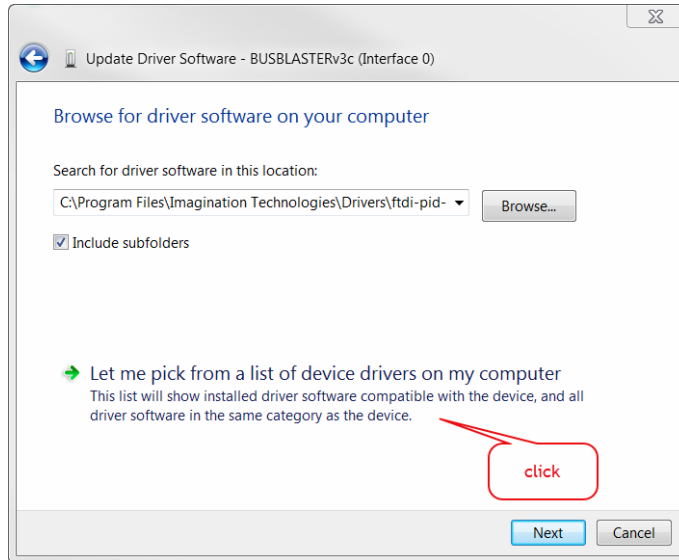 Update Driver Software - BUSBLASTERv3c (Interface 0)
Browse for driver software on your computer
Search for driver software in this location:
C:\Program Files\Imagination Technologies\Drivers\ftdi-pid-
Browse...
Include subfolders
Let me pick from a list of device drivers on my computer
This list will show installed driver software compatible with the device, and all
driver software in the same category as the device.
click
Next
Cancel